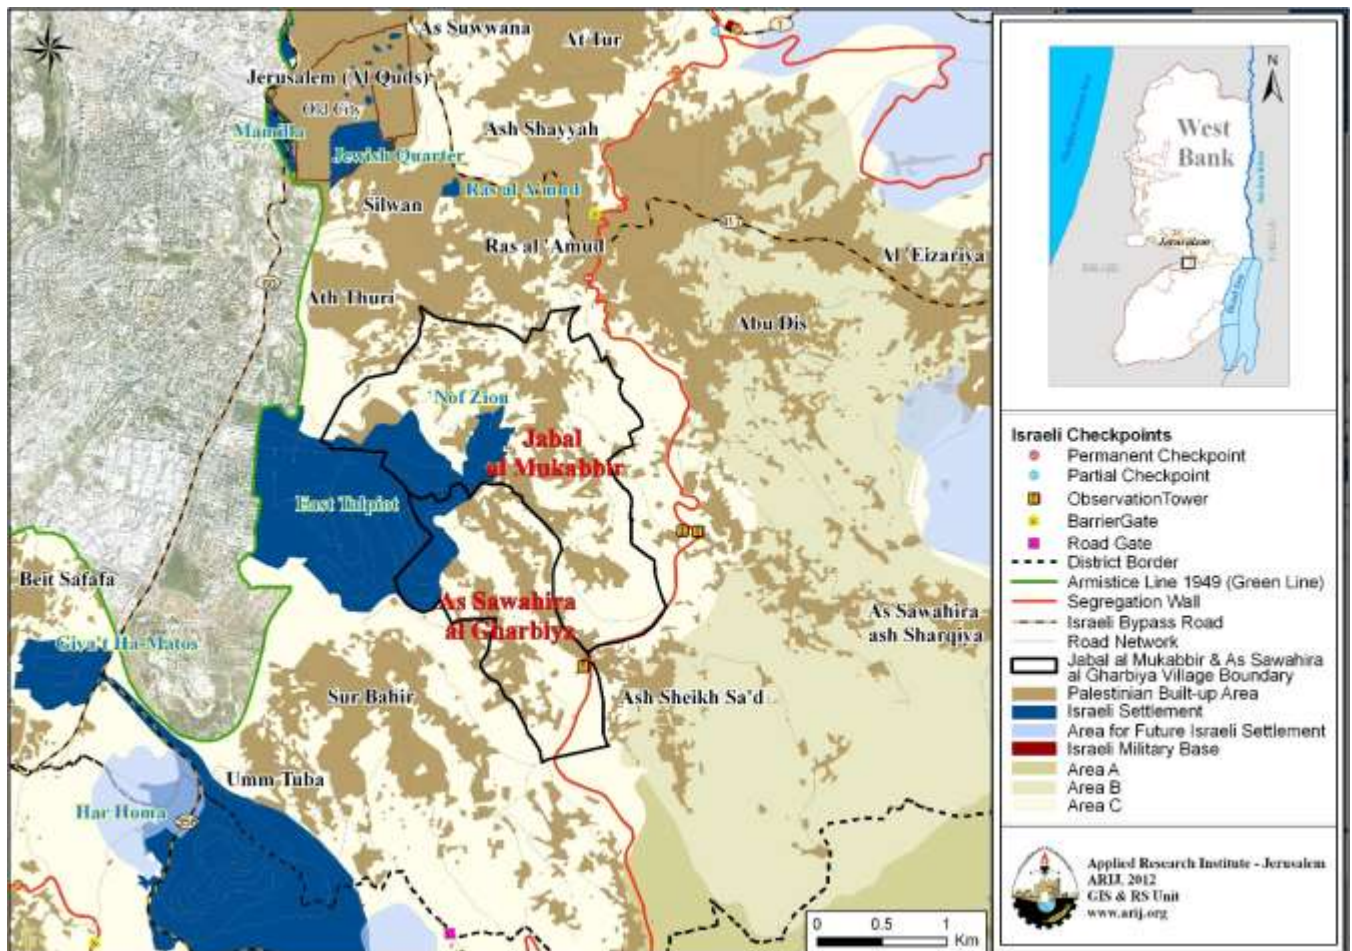 As Suwwana
At Tur
Jerusalem (Al Quds)
Old City
Mamilla
Ash Shayyah
Jewish Quarter
Ras al A'mud
Silwan
Ras al 'Amud
Al 'Eizariya
Ath Thuri
Abu Dis
'Nof Zion
Jabal
al Mukabbir
East Talpiot
Beit Safafa
As Sawahira
al Gharbiya
As Sawahira
ash Sharqiya
Giva't Ha-Matos
Sur Bahir
Ash Sheikh Sa'd
Umm Tuba
Har Homa
0 0.5 1
Km
N
West
Bank
Jerusalem
Dead Sea
Israeli Checkpoints
Permanent Checkpoint
Partial Checkpoint
ObservationTower
BarrierGate
Road Gate
District Border
Armistice Line 1949 (Green Line)
Segregation Wall
Israeli Bypass Road
Road Network
Jabal al Mukabbir & As Sawahira
al Gharbiya Village Boundary
Palestinian Built-up Area
Israeli Settlement
Area for Future Israeli Settlement
Israeli Military Base
Area A
Area B
Area C
Applied Research Institute - Jerusalem
ARIJ, 2012
GIS & RS Unit
www.arij.org